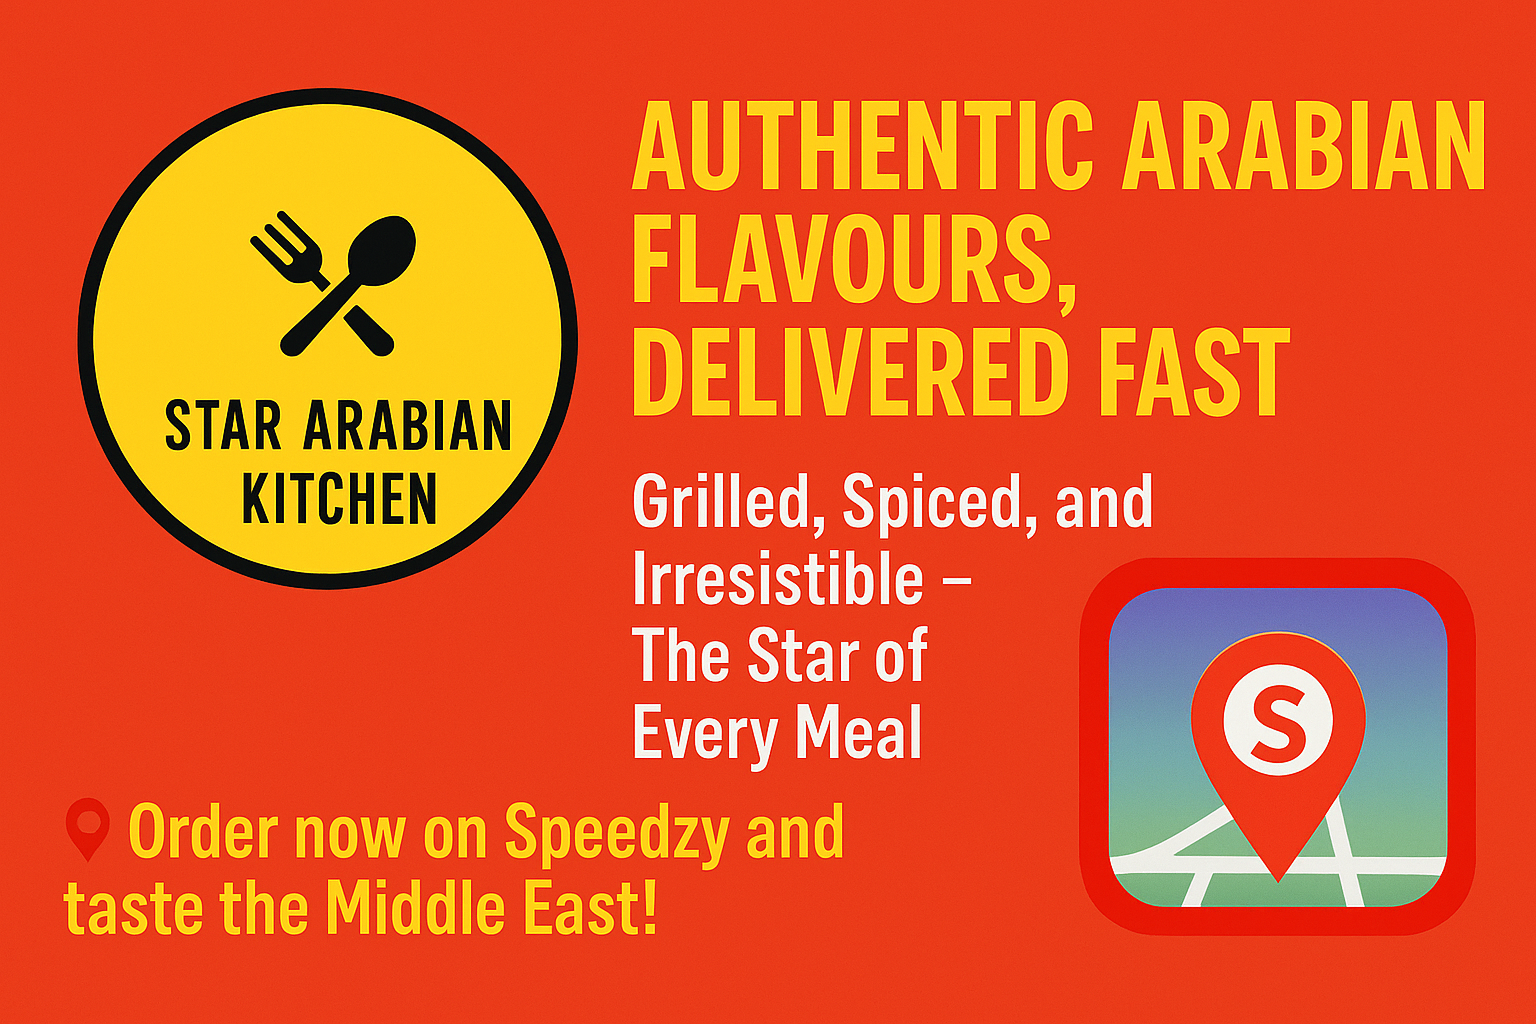 STAR ARABIAN
KITCHEN
AUTHENTIC ARABIAN
FLAVOURS,
DELIVERED FAST
Grilled, Spiced, and
Irresistible –
The Star of
Every Meal
S
Order now on Speedzy and
taste the Middle East!